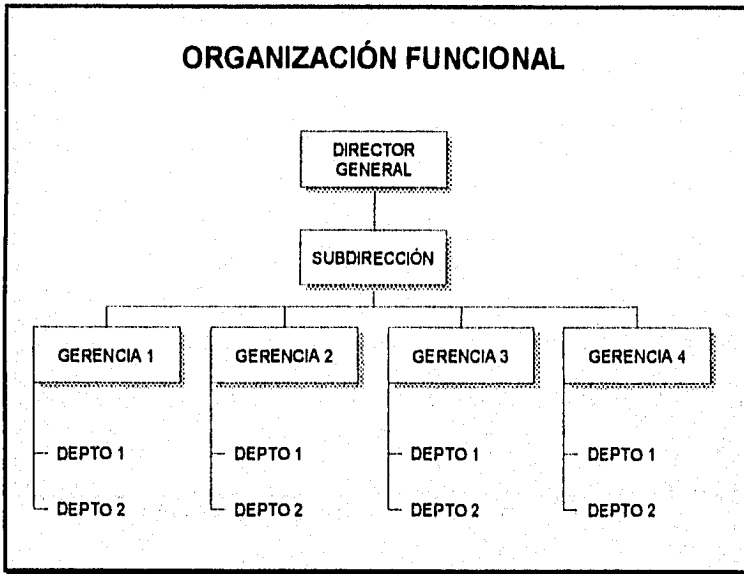 ORGANIZACIÓN FUNCIONAL
DIRECTOR
GENERAL
SUBDIRECCIÓN
GERENCIA 1
GERENCIA 2
GERENCIA 3
GERENCIA 4
DEPTO 1
DEPTO 1
DEPTO 1
DEPTO 1
DEPTO 2
DEPTO 2
DEPTO 2
DEPTO 2